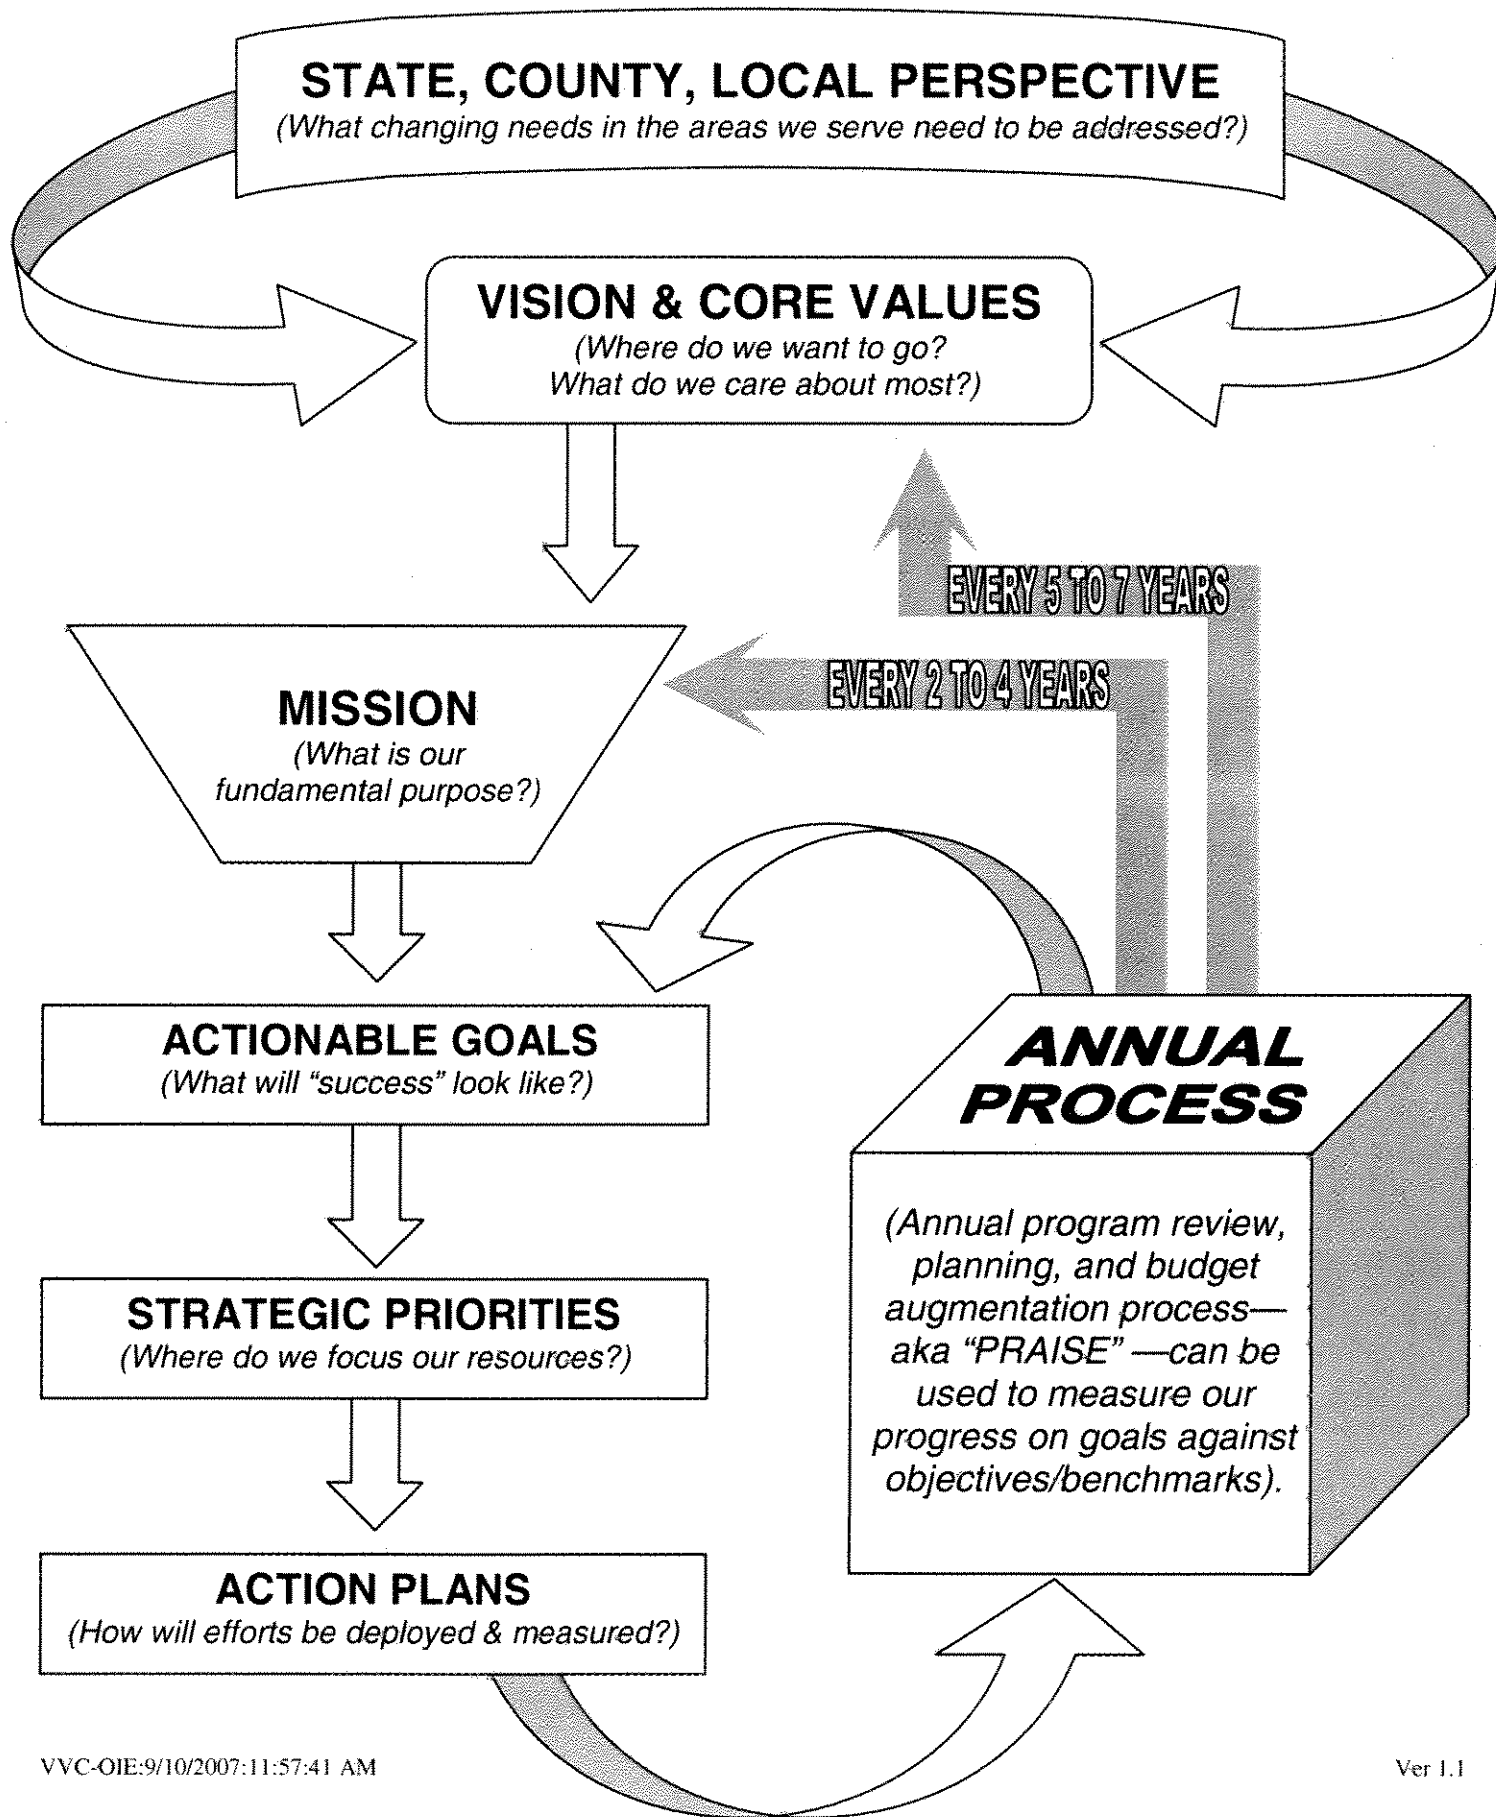 STATE, COUNTY, LOCAL PERSPECTIVE
(What changing needs in the areas we serve need to be addressed?)
VISION & CORE VALUES
(Where do we want to go?
What do we care about most?)
EVERY 5 TO 7 YEARS
EVERY 2 TO 4 YEARS
MISSION
(What is our
fundamental purpose?)
ACTIONABLE GOALS
(What will “success” look like?)
STRATEGIC PRIORITIES
(Where do we focus our resources?)
ACTION PLANS
(How will efforts be deployed & measured?)
ANNUAL
PROCESS
(Annual program review,
planning, and budget
augmentation process—
aka “PRAISE” —can be
used to measure our
progress on goals against
objectives/benchmarks).
VVC-OIE:9/10/2007:11:57:41 AM
Ver 1.1